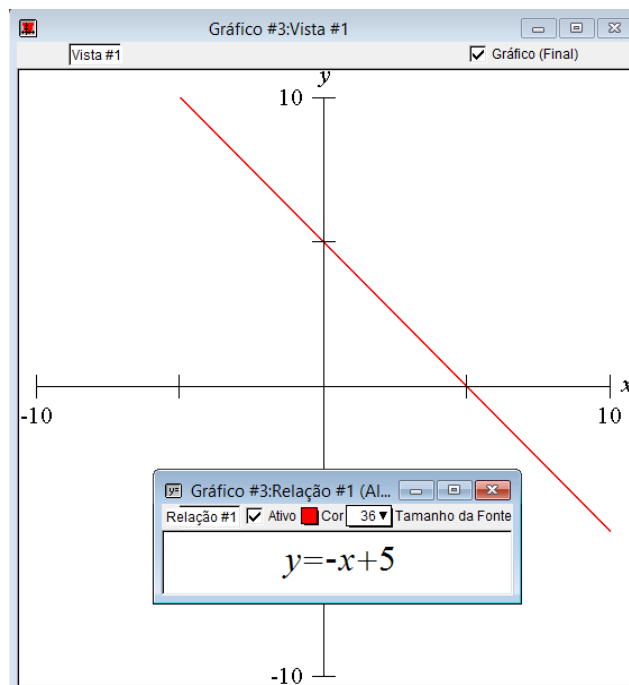 Gráfico #3:Vista #1
Vista #1 Gráfico (Final)
y
10
x
-10 10
Gráfico #3:Relação #1 (Al...
Relação #1 Ativo Cor 36 Tamanho da Fonte
y=-x+5
-10